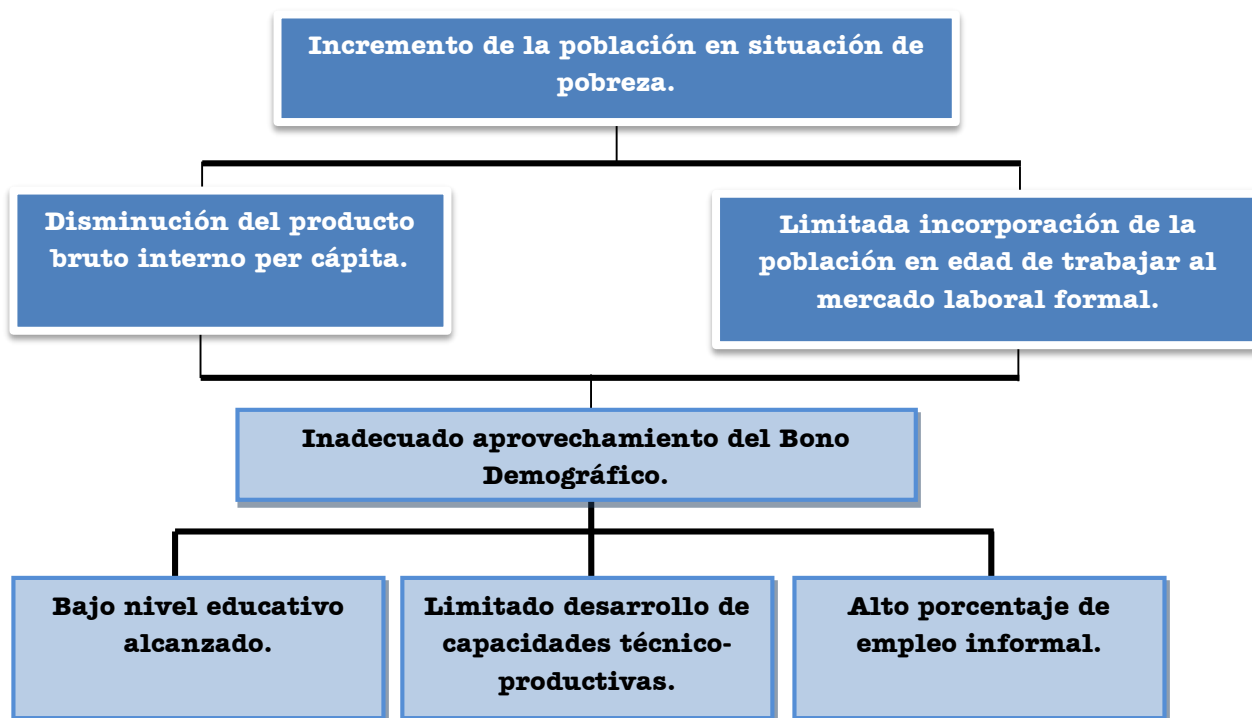 Incremento de la población en situación de
pobreza.
Disminución del producto
bruto interno per cápita.
Limitada incorporación de la
población en edad de trabajar al
mercado laboral formal.
Inadecuado aprovechamiento del Bono
Demográfico.
Bajo nivel educativo
alcanzado.
Limitado desarrollo de
capacidades técnico-
productivas.
Alto porcentaje de
empleo informal.